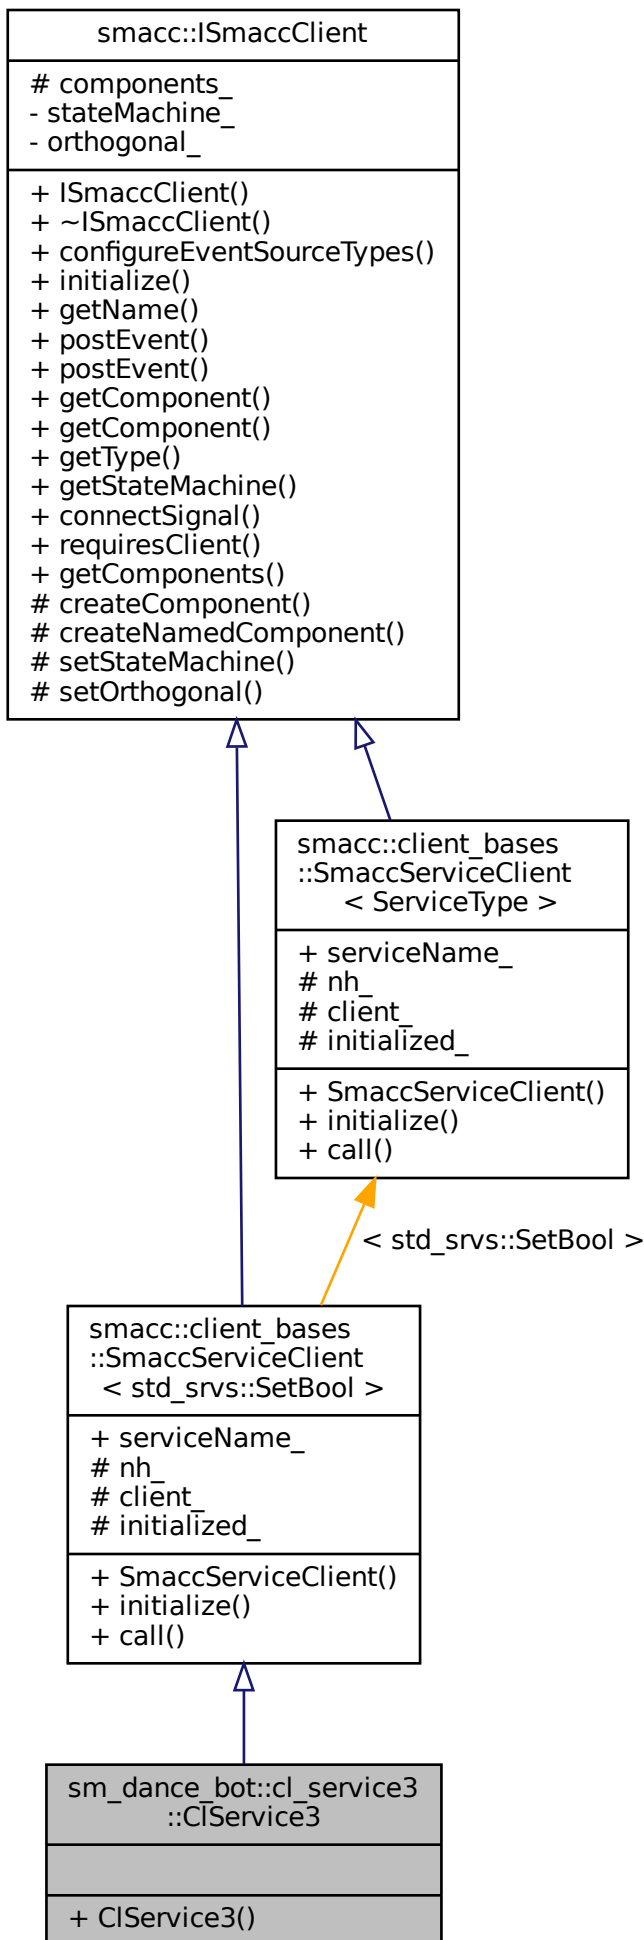 smacc::ISmaccClient
# components_
- stateMachine_
- orthogonal_
+ ISmaccClient()
+ ~ISmaccClient()
+ configureEventSourceTypes()
+ initialize()
+ getName()
+ postEvent()
+ postEvent()
+ getComponent()
+ getComponent()
+ getType()
+ getStateMachine()
+ connectSignal()
+ requiresClient()
+ getComponents()
# createComponent()
# createNamedComponent()
# setStateMachine()
# setOrthogonal()
smacc::client_bases
::SmaccServiceClient
< ServiceType >
+ serviceName_
# nh_
# client_
# initialized_
+ SmaccServiceClient()
+ initialize()
+ call()
< std_srvs::SetBool >
smacc::client_bases
::SmaccServiceClient
< std_srvs::SetBool >
+ serviceName_
# nh_
# client_
# initialized_
+ SmaccServiceClient()
+ initialize()
+ call()
sm_dance_bot::cl_service3
::ClService3
+ ClService3()